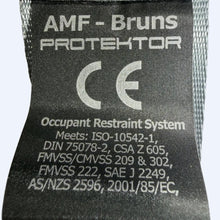 AMF - Bruns
PROTEKTOR
CE
Occupant Restraint System
Meets: ISO-10542-1,
DIN 75078-2, CSA Z 605,
FMVSS/CMVSS 209 & 302,
FMVSS 222, SAE J 2249,
AS/NZS 2596, 2001/85/EC,